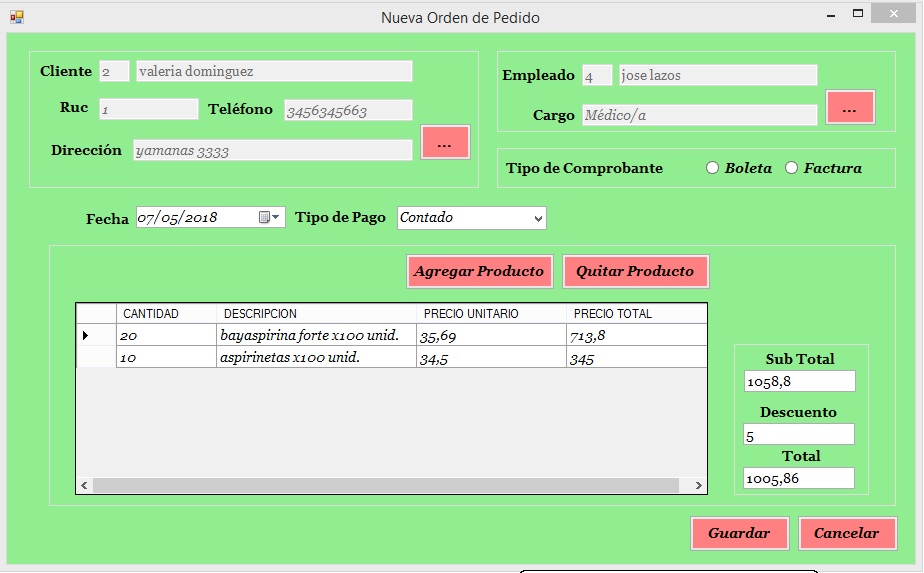 Nueva Orden de Pedido
Cliente 2 valeria dominguez
Ruc 1 Teléfono 3456345663
Dirección yamanas 3333 ...
Empleado 4 jose lazos
Cargo Médico/a ...
Tipo de Comprobante Boleta Factura
Fecha 07/05/2018 Tipo de Pago Contado
Agregar Producto Quitar Producto
CANTIDAD DESCRIPCION PRECIO UNITARIO PRECIO TOTAL
20 bayaspirina forte x100 unid. 35,69 713,8
10 aspirinetas x100 unid. 34,5 345
Sub Total
1058,8
Descuento
5
Total
1005,86
Guardar Cancelar